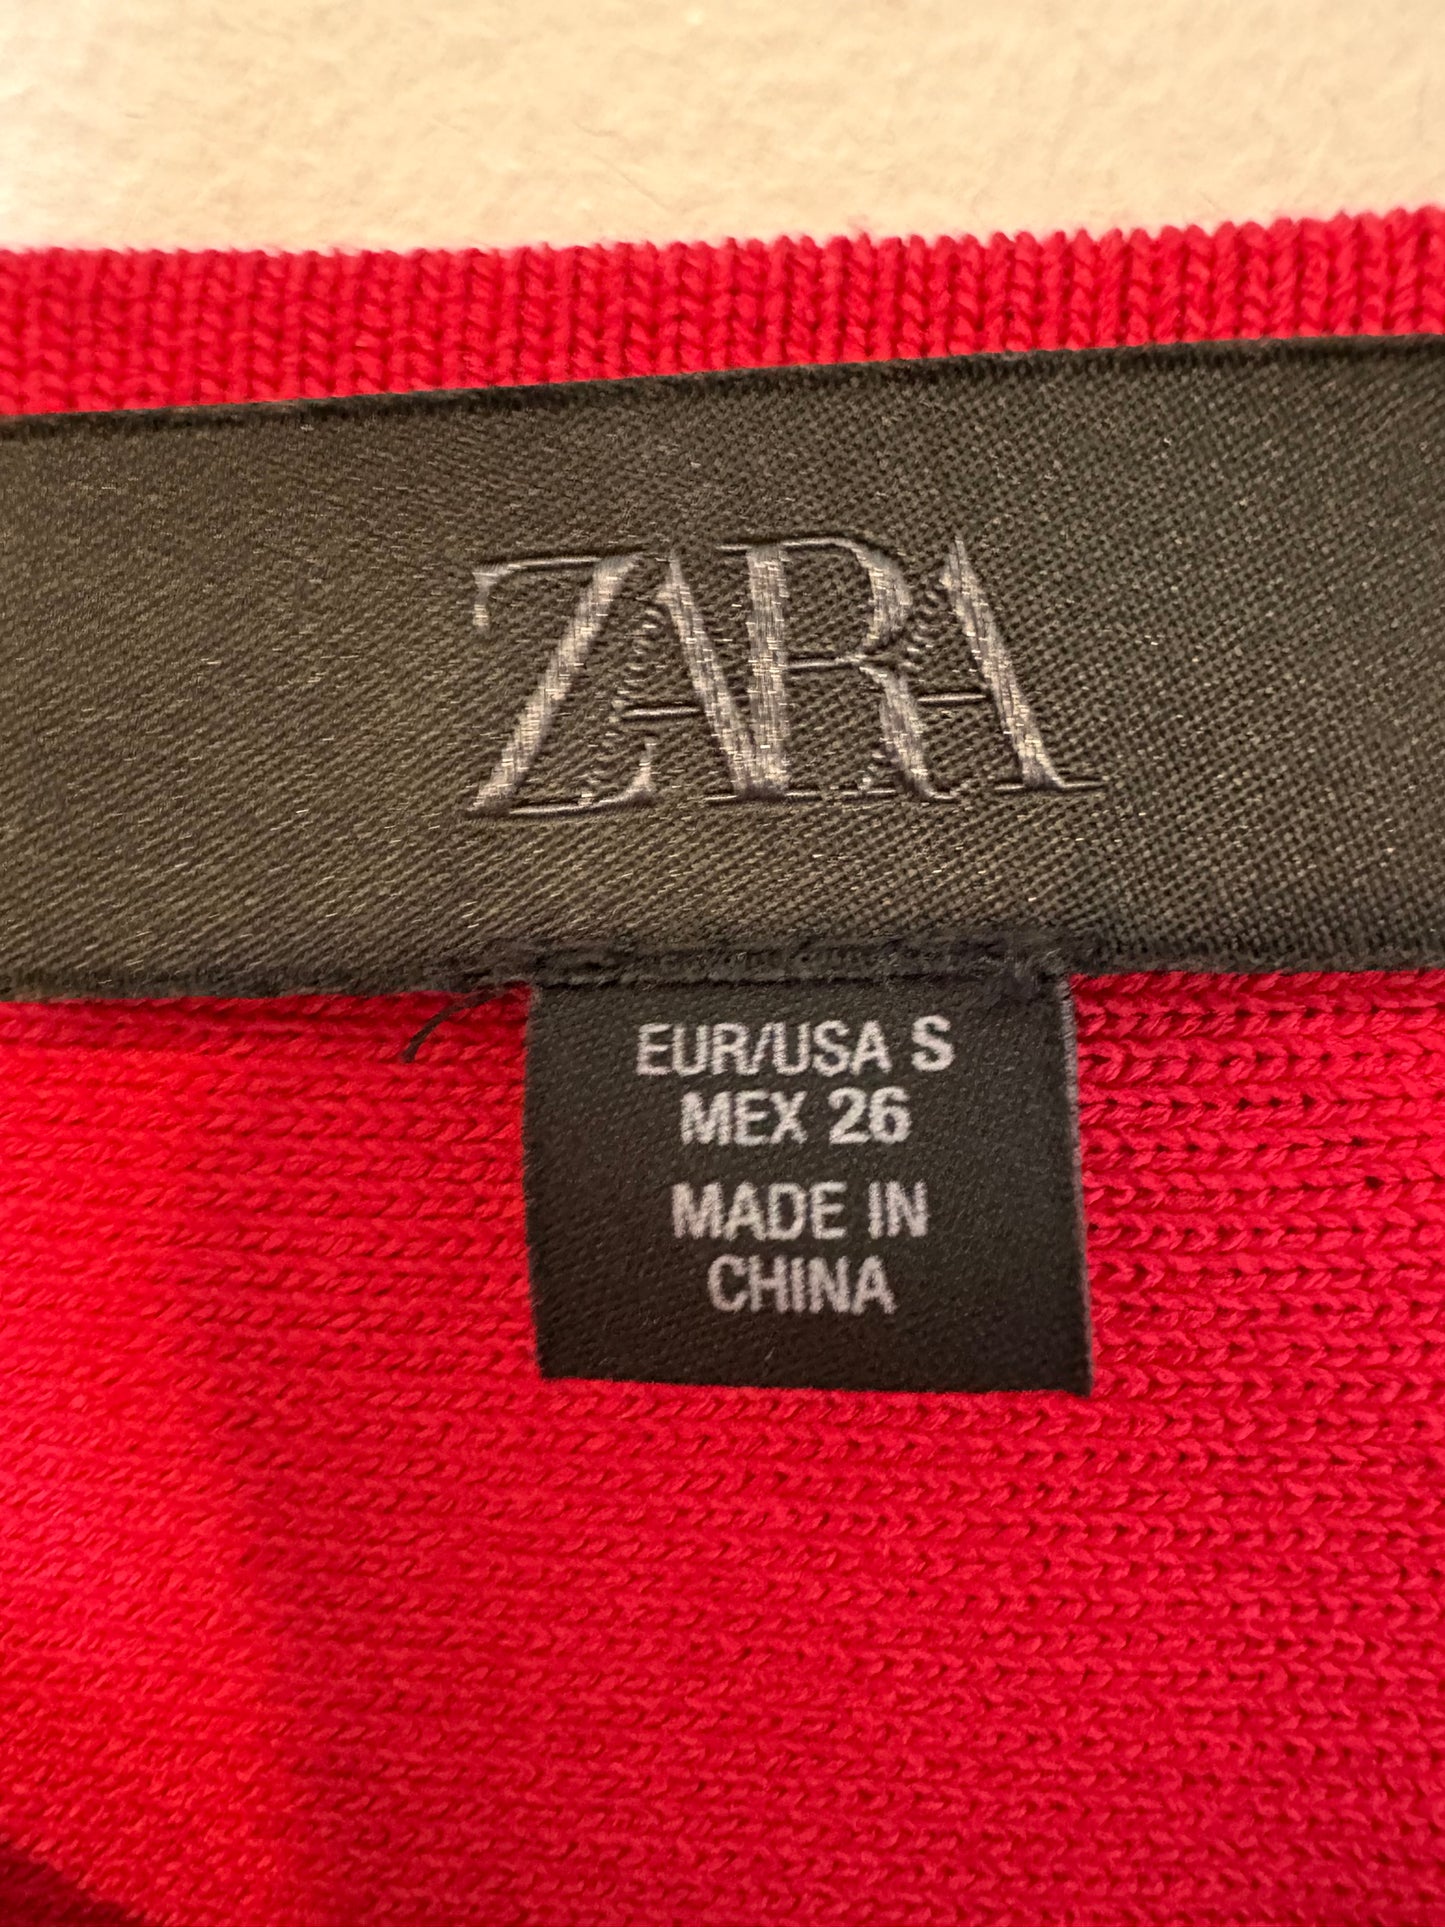 ZARA
EUR/USA S
MEX 26
MADE IN
CHINA